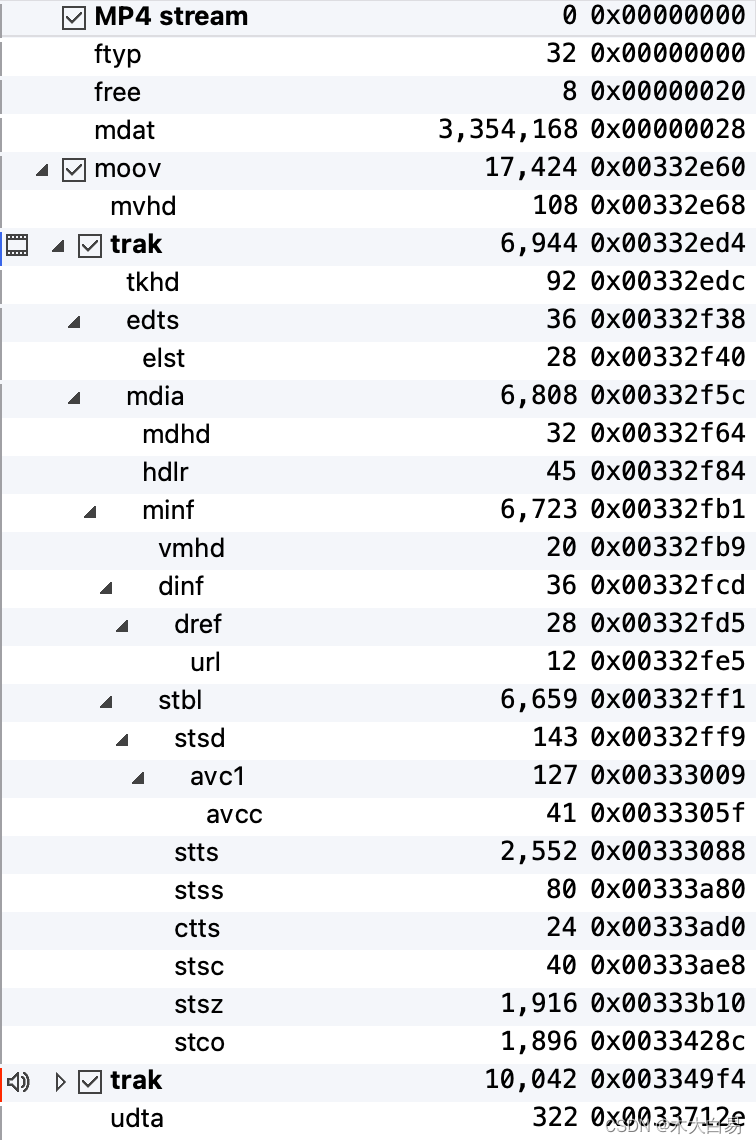 MP4 stream 0 0x00000000
ftyp 32 0x00000000
free 8 0x00000020
mdat 3,354,168 0x00000028
moov 17,424 0x00332e60
mvhd 108 0x00332e68
trak 6,944 0x00332ed4
tkhd 92 0x00332edc
edts 36 0x00332f38
elst 28 0x00332f40
mdia 6,808 0x00332f5c
mdhd 32 0x00332f64
hdlr 45 0x00332f84
minf 6,723 0x00332fb1
vmhd 20 0x00332fb9
dinf 36 0x00332fcd
dref 28 0x00332fd5
url 12 0x00332fe5
stbl 6,659 0x00332ff1
stsd 143 0x00332ff9
avc1 127 0x00333009
avcc 41 0x0033305f
stts 2,552 0x00333088
stss 80 0x00333a80
ctts 24 0x00333ad0
stsc 40 0x00333ae8
stsz 1,916 0x00333b10
stco 1,896 0x0033428c
trak 10,042 0x003349f4
udta 322 0x0033712e
CSDN @木大白易